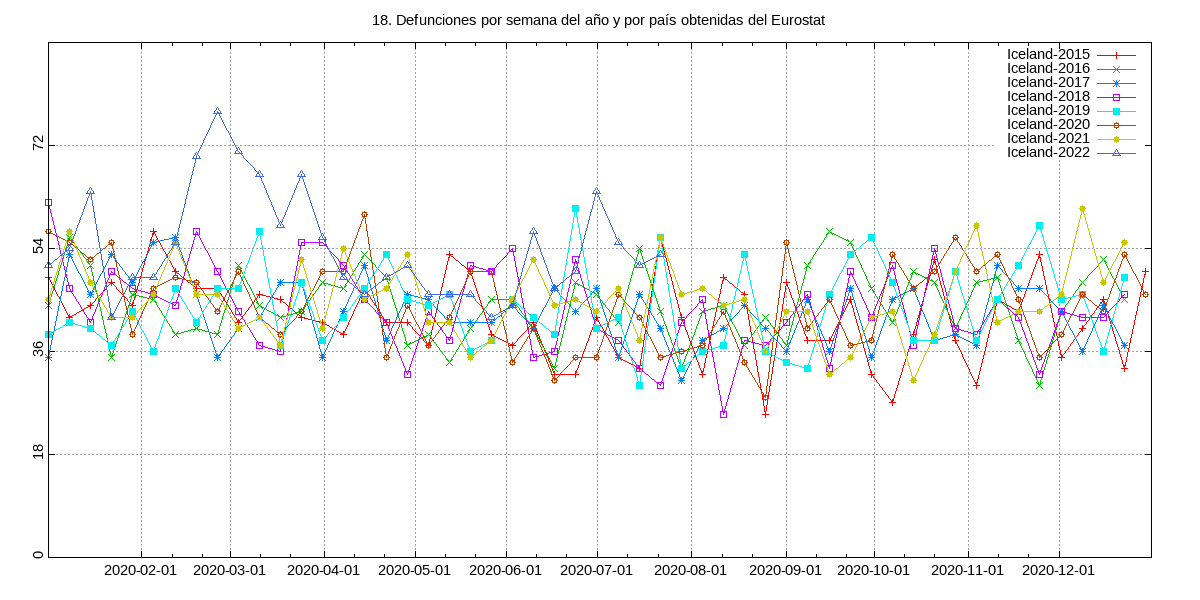 18. Defunciones por semana del año y por país obtenidas del Eurostat
Iceland-2015
Iceland-2016
Iceland-2017
Iceland-2018
Iceland-2019
Iceland-2020
Iceland-2021
Iceland-2022
72
54
36
18
0
2020-02-01 2020-03-01 2020-04-01 2020-05-01 2020-06-01 2020-07-01 2020-08-01 2020-09-01 2020-10-01 2020-11-01 2020-12-01